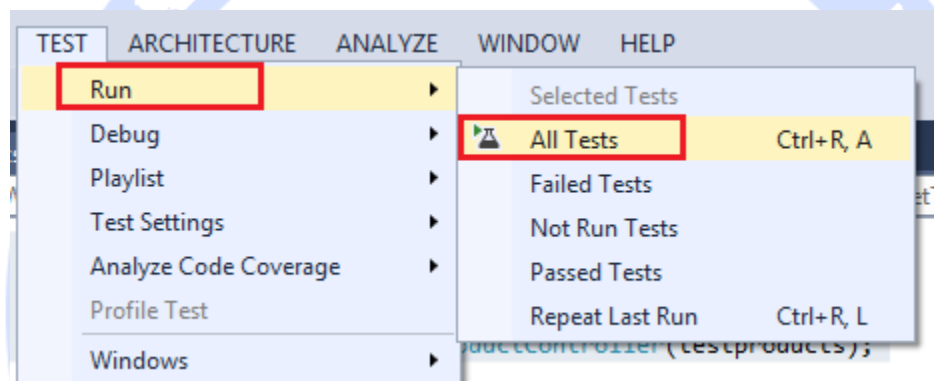 TEST ARCHITECTURE ANALYZE WINDOW HELP
Run
Debug
Playlist
Test Settings
Analyze Code Coverage
Profile Test
Windows
Selected Tests
All Tests Ctrl+R, A
Failed Tests
Not Run Tests
Passed Tests
Repeat Last Run Ctrl+R, L
(testproducts);